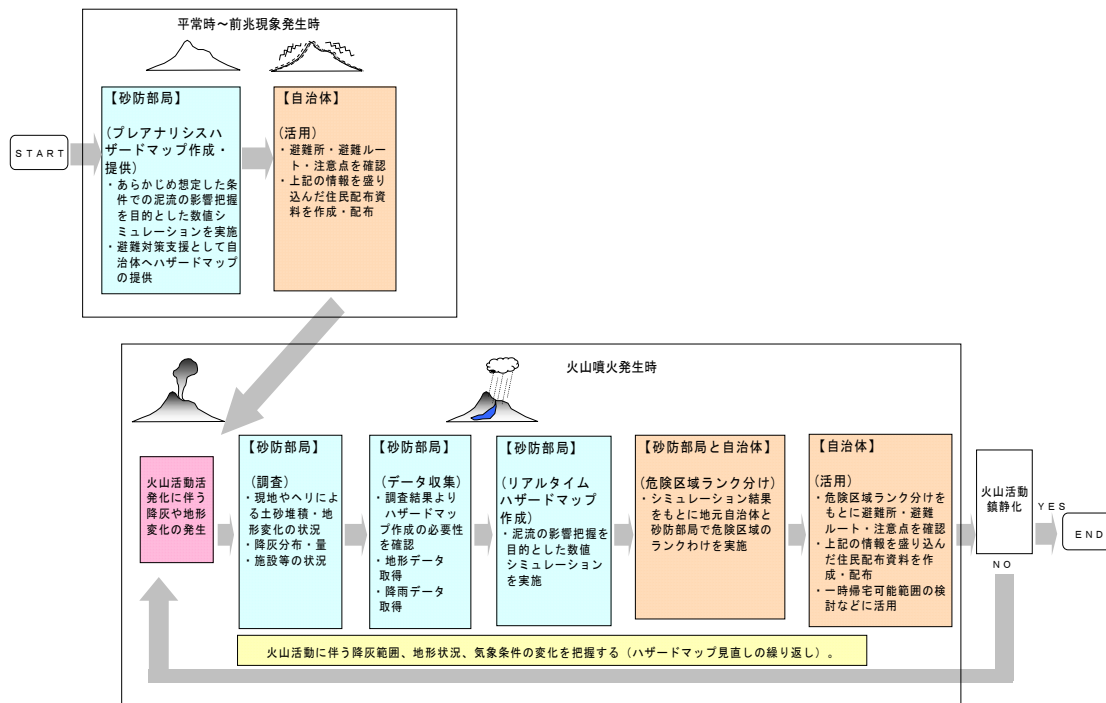 平常時～前兆現象発生時
START
【砂防部局】
(プレアナリシスハ
ザードマップ作成・
提供)
・あらかじめ想定した条
件での泥流の影響把握
を目的とした数値シ
ミュレーションを実施
・避難対策支援として自
治体へハザードマップ
の提供
【自治体】
(活用)
・避難所・避難ルー
ト・注意点を確認
・上記の情報を盛り
込んだ住民配布資
料を作成・配布
火山噴火発生時
火山活動活
発化に伴う
降灰や地形
変化の発生
【砂防部局】
(調査)
・現地やヘリによ
る土砂堆積・地
形変化の状況
・降灰分布・量
・施設等の状況
【砂防部局】
(データ収集)
・調査結果より
ハザードマッ
プ作成の必要性
を確認
・地形データ
取得
・降雨データ
取得
【砂防部局】
(リアルタイム
ハザードマップ
作成)
・泥流の影響把握を
目的とした数値
シミュレーション
を実施
【砂防部局と自治体】
(危険区域ランク分け)
・シミュレーション結果
をもとに地元自治体と
砂防部局で危険区域の
ランクわけを実施
【自治体】
(活用)
・危険区域ランク分けを
もとに避難所・避難
ルート・注意点を確認
・上記の情報を盛り込ん
だ住民配布資料を作
成・配布
・一時帰宅可能範囲の検
討などに活用
火山活動
鎮静化
YES
NO
END
火山活動に伴う降灰範囲、地形状況、気象条件の変化を把握する（ハザードマップ見直しの繰り返し）。